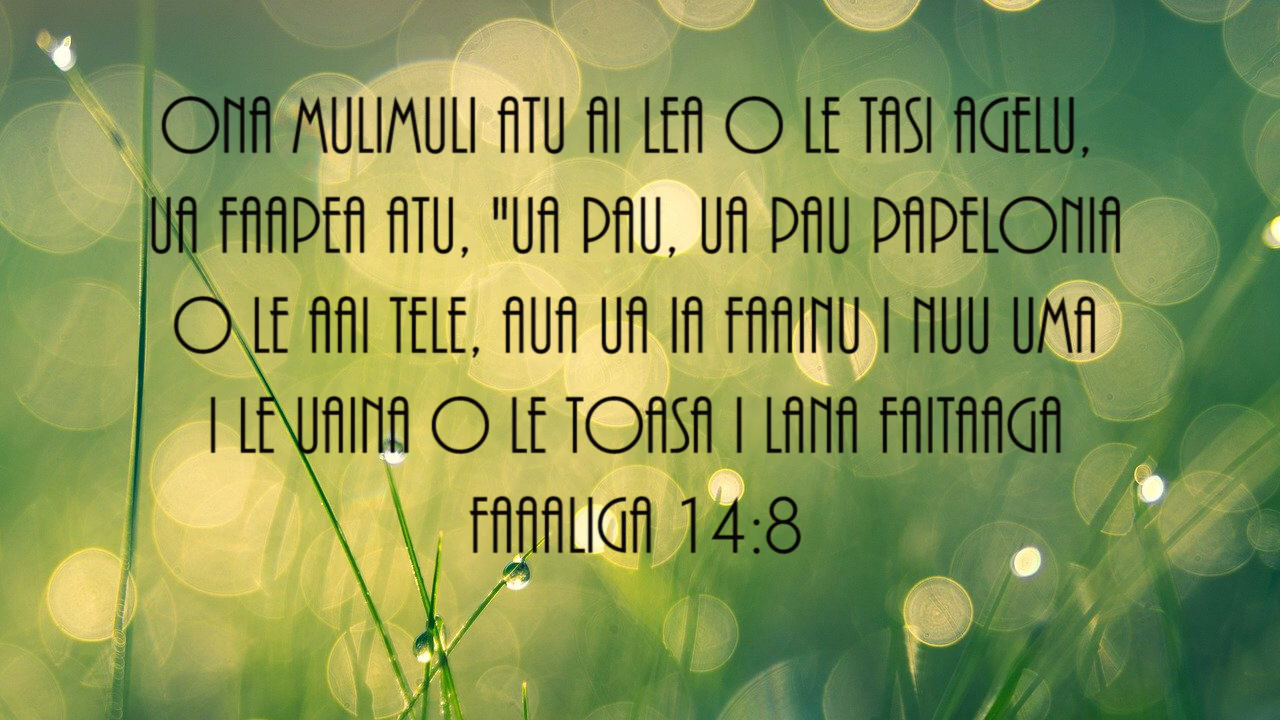 ONA MULIMULI ATU AI LEA O LE TASI AGELU,
UA FAAPEA ATU, "UA PAU, UA PAU PAPELONIA
O LE AAI TELE, AUA UA IA FAAINU I NUU UMA
I LE UAINA O LE TOASA I LANA FAITAAGA
FAAALIGA 14:8